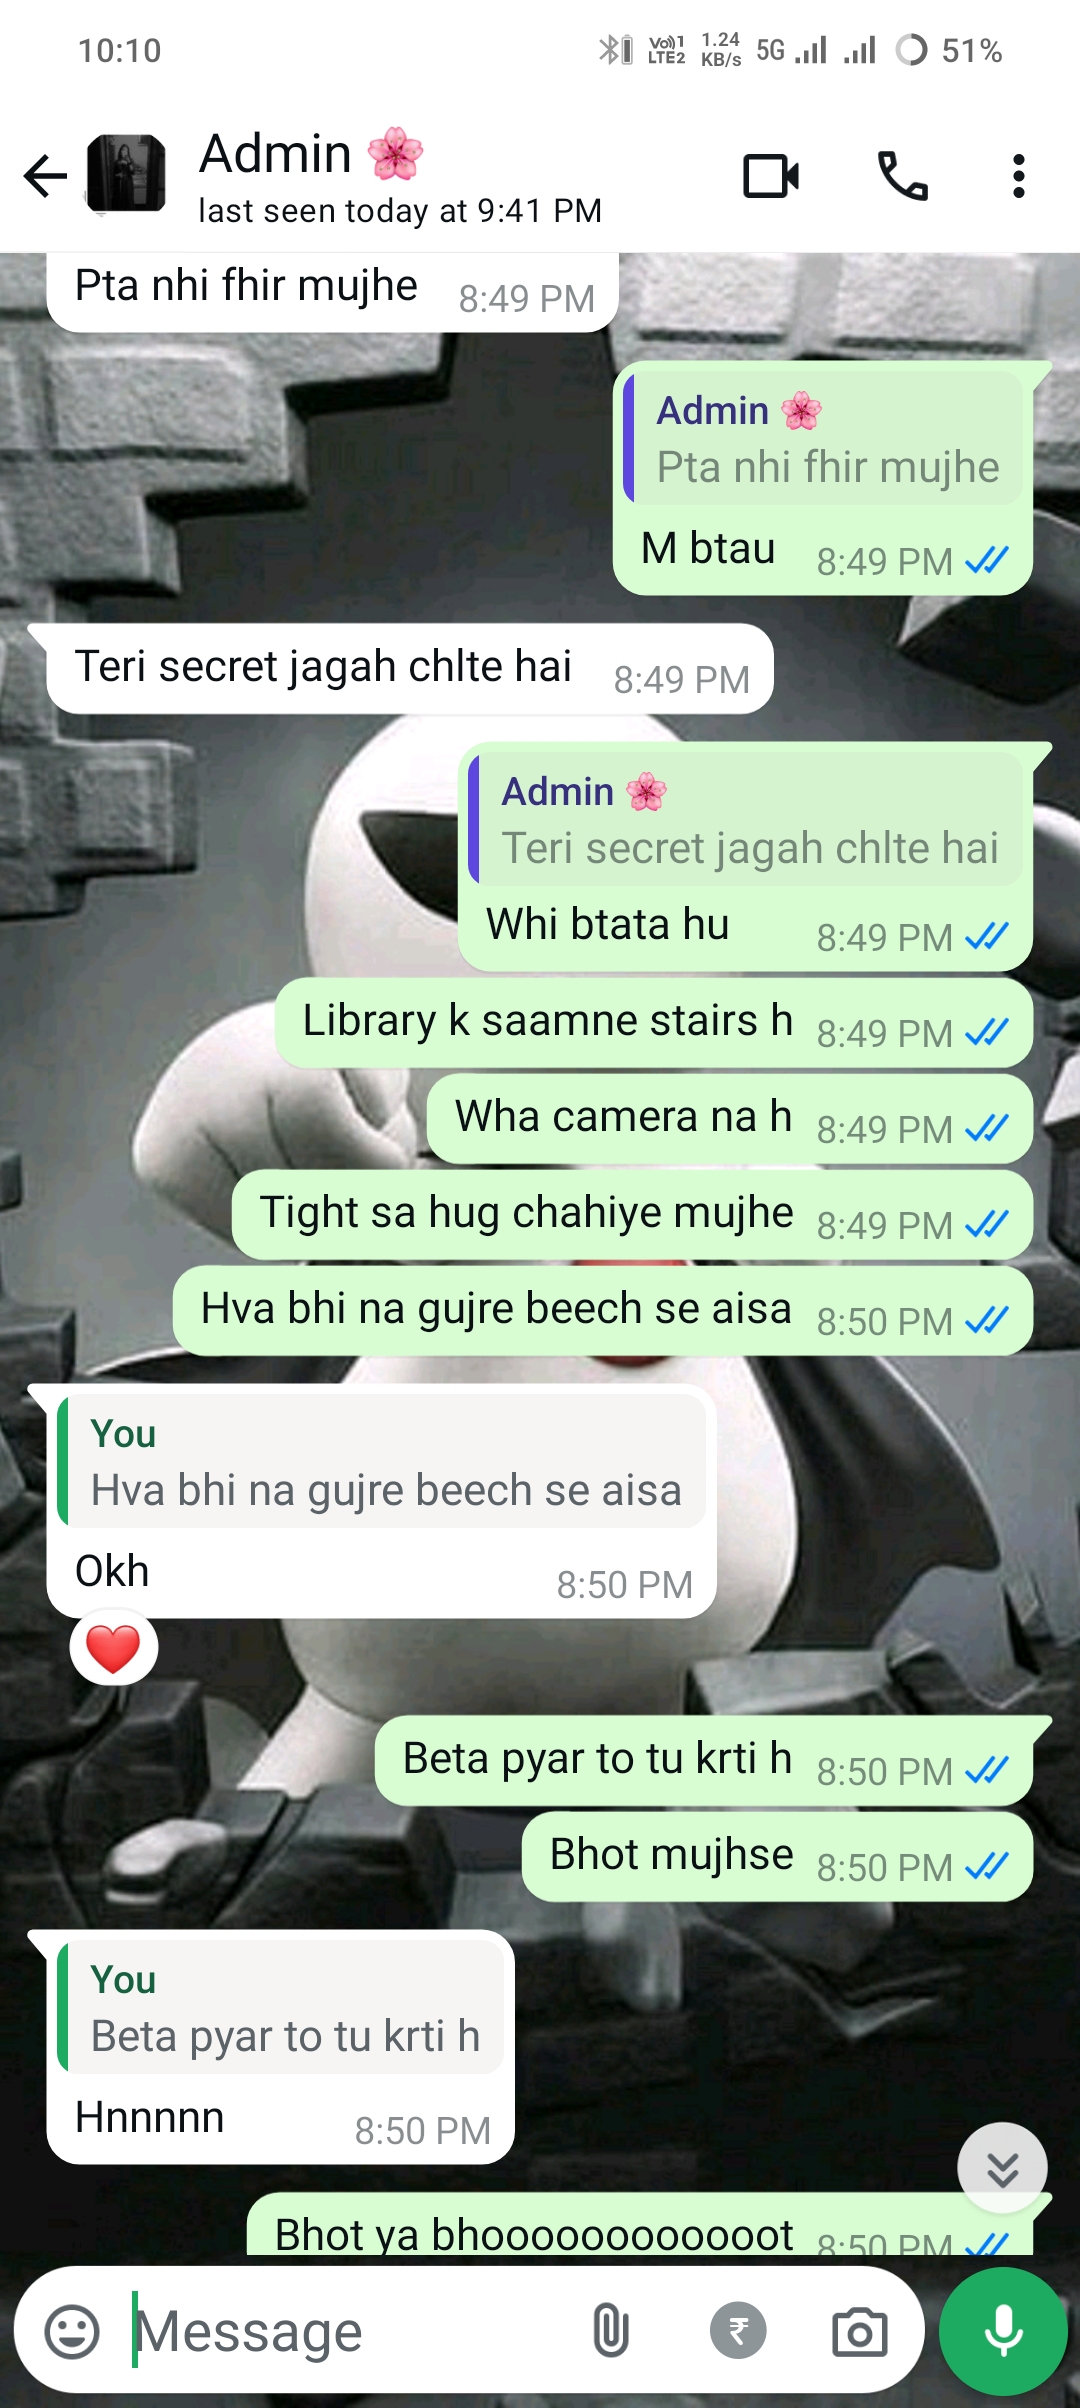 10:10
Vo)) 1
LTE2
1.24
KB/s
5G
51%
Admin 🌸
last seen today at 9:41 PM
Pta nhi fhir mujhe 8:49 PM
Admin 🌸
Pta nhi fhir mujhe
M btau 8:49 PM
Teri secret jagah chlte hai 8:49 PM
Admin 🌸
Teri secret jagah chlte hai
Whi btata hu 8:49 PM
Library k saamne stairs h 8:49 PM
Wha camera na h 8:49 PM
Tight sa hug chahiye mujhe 8:49 PM
Hva bhi na gujre beech se aisa 8:50 PM
You
Hva bhi na gujre beech se aisa
Okh 8:50 PM
❤️
Beta pyar to tu krti h 8:50 PM
Bhot mujhse 8:50 PM
You
Beta pyar to tu krti h
Hnnnnn 8:50 PM
Bhot ya bhoooooooooooot 8:50 PM
Message
₹